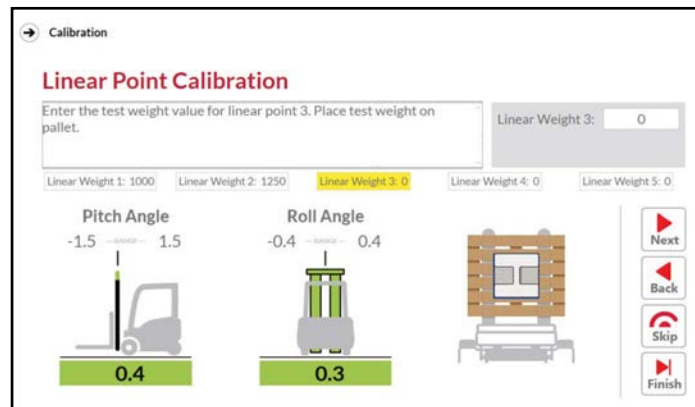 Calibration
Linear Point Calibration
Enter the test weight value for linear point 3. Place test weight on
pallet.
Linear Weight 3: 0
Linear Weight 1: 1000 Linear Weight 2: 1250 Linear Weight 3: 0 Linear Weight 4: 0 Linear Weight 5: 0
Pitch Angle Roll Angle
-1.5 --RANGE-- 1.5 -0.4 --RANGE-- 0.4
Next
Back
Skip
Finish
0.4 0.3